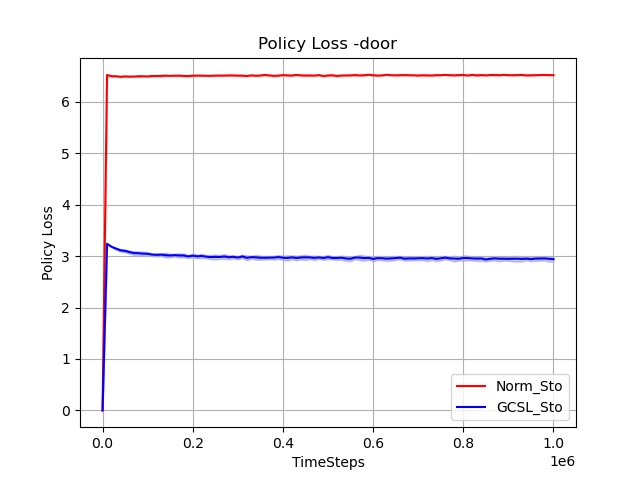 Policy Loss -door
Policy Loss
6
5
4
3
2
1
0
0.0 0.2 0.4 0.6 0.8 1.0
1e6
TimeSteps
Norm_Sto
GCSL_Sto